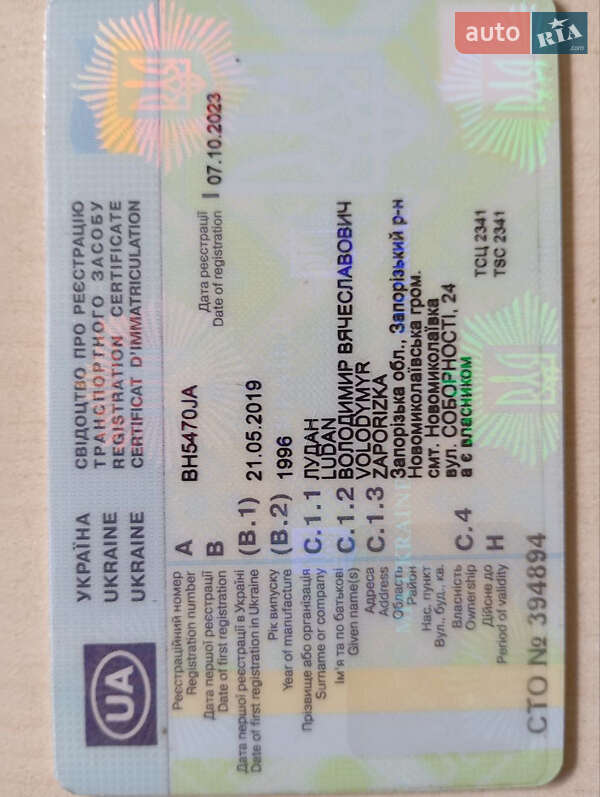 auto RIA .com
UA
УКРАЇНА СВІДОЦТВО ПРО РЕЄСТРАЦІЮ
ТРАНСПОРТНОГО ЗАСОБУ
UKRAINE REGISTRATION CERTIFICATE
UKRAINE CERTIFICAT D'IMMATRICULATION
Реєстраційний номер A BH5470JA
Registration number
Дата першої реєстрації B Дата реєстрації I 07.10.2023
Date of first registration Date of registration
Дата першої реєстрації в Україні (B.1) 21.05.2019
Date of first registration in Ukraine
Рік випуску (B.2) 1996
Year of manufacture
Прізвище або організація C.1.1 ЛУДАН
Surname or company LUDAN
Ім'я та по батькові C.1.2 ВОЛОДИМИР ВЯЧЕСЛАВОВИЧ
Given name(s) VOLODYMYR
Адреса C.1.3 ZAPORIZKA
Address
Область Запорізька обл., Запорізький р-н
Район Новомиколаївська гром.
Нас. пункт смт. Новомиколаївка
Вул., буд., кв. вул. СОБОРНОСТІ, 24
Власність C.4 а є власником
Ownership
Дійсне до H ТСЦ 2341
Period of validity TSC 2341
СТО № 394894